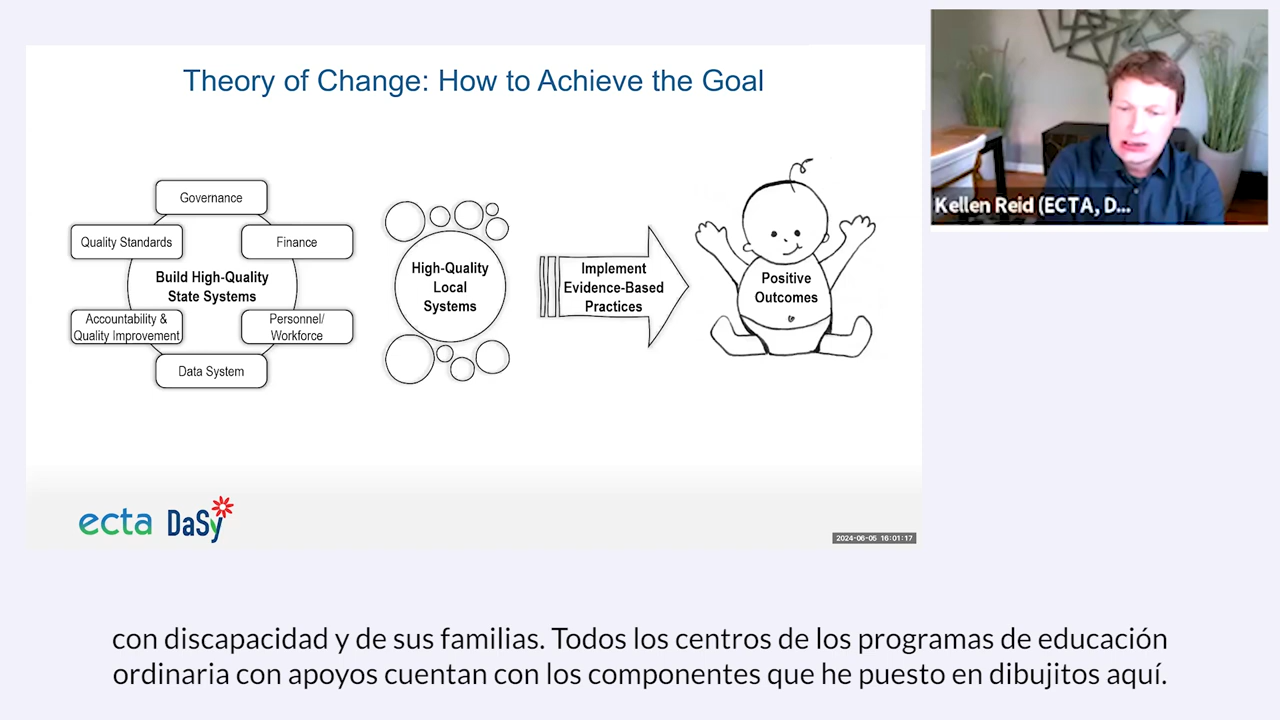 Theory of Change: How to Achieve the Goal
Governance
Quality Standards
Finance
Build High-Quality
State Systems
Accountability &
Quality Improvement
Personnel/
Workforce
Data System
High-Quality
Local
Systems
Implement
Evidence-Based
Practices
Positive
Outcomes
Kellen Reid (ECTA, D...
ecta DaSy
2024-06-05 16:01:17
con discapacidad y de sus familias. Todos los centros de los programas de educación
ordinaria con apoyos cuentan con los componentes que he puesto en dibujitos aquí.